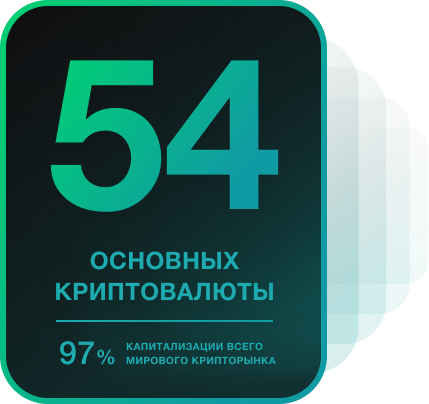 54
ОСНОВНЫХ
КРИПТОВАЛЮТЫ
97% КАПИТАЛИЗАЦИИ ВСЕГО
МИРОВОГО КРИПТОРЫНКА